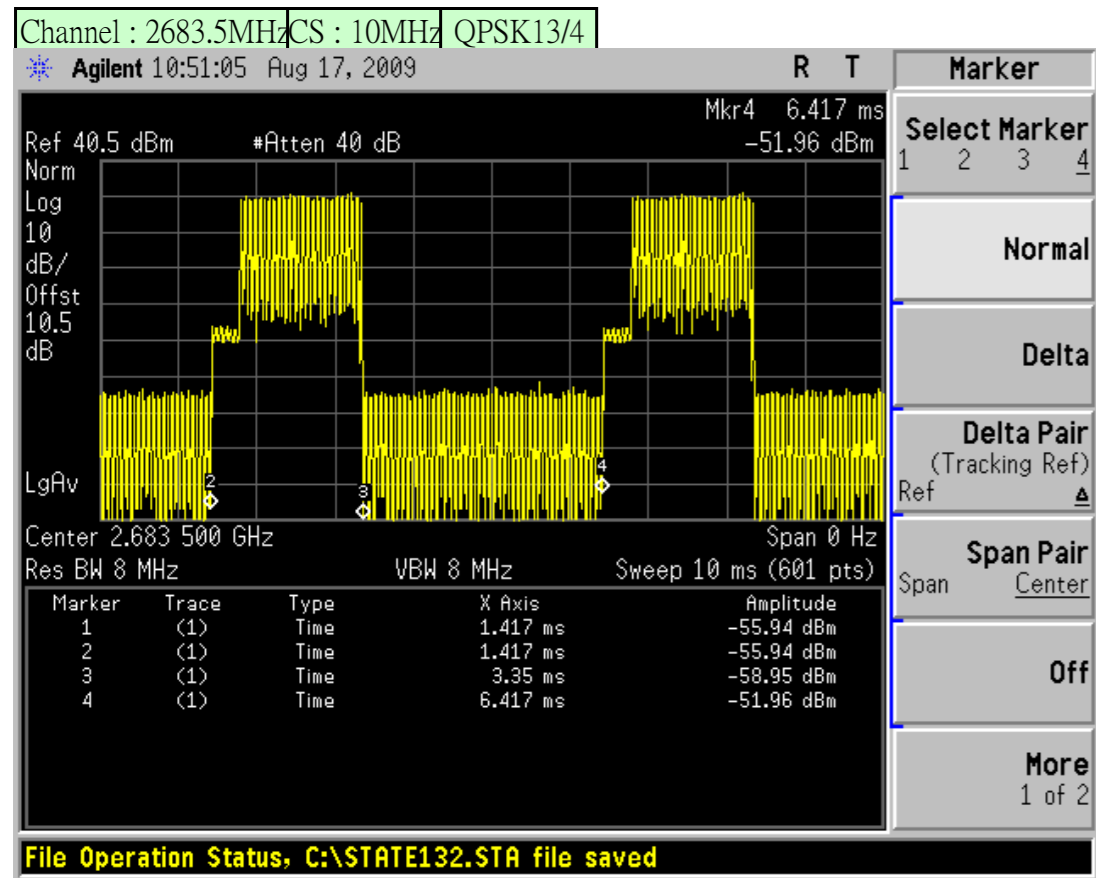 Channel : 2683.5MHz CS : 10MHz QPSK13/4
Agilent 10:51:05 Aug 17, 2009 R T
Marker
Mkr4 6.417 ms
Ref 40.5 dBm #Atten 40 dB -51.96 dBm
Norm
Log
10
dB/
Offst
10.5
dB
LgAv
2
3
4
Center 2.683 500 GHz Span 0 Hz
Res BW 8 MHz VBW 8 MHz Sweep 10 ms (601 pts)
Marker Trace Type X Axis Amplitude
1 (1) Time 1.417 ms -55.94 dBm
2 (1) Time 1.417 ms -55.94 dBm
3 (1) Time 3.35 ms -58.95 dBm
4 (1) Time 6.417 ms -51.96 dBm
Select Marker
1 2 3 4
Normal
Delta
Delta Pair
(Tracking Ref)
Ref Δ
Span Pair
Span Center
Off
More
1 of 2
File Operation Status, C:\STATE132.STA file saved